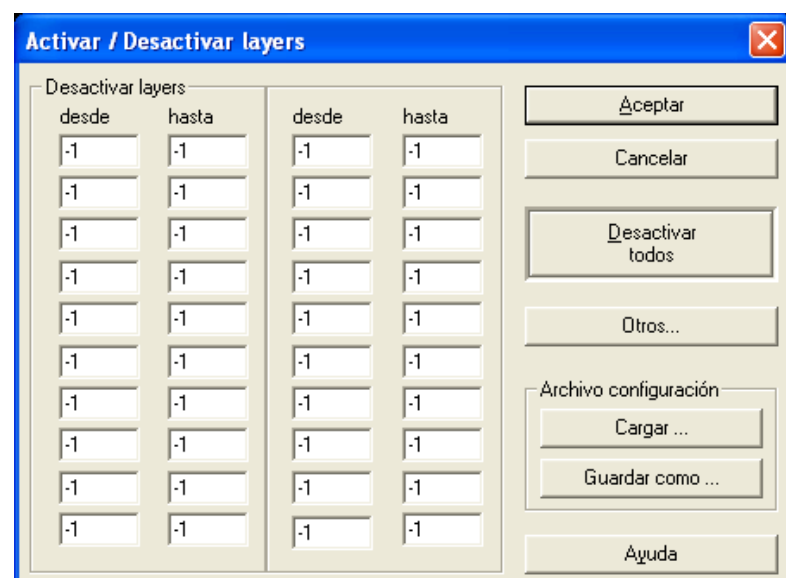 Activar / Desactivar layers
Desactivar layers
desde hasta desde hasta
-1 -1 -1 -1
-1 -1 -1 -1
-1 -1 -1 -1
-1 -1 -1 -1
-1 -1 -1 -1
-1 -1 -1 -1
-1 -1 -1 -1
-1 -1 -1 -1
-1 -1 -1 -1
-1 -1 -1 -1
Aceptar
Cancelar
Desactivar
todos
Otros...
Archivo configuración
Cargar ...
Guardar como ...
Ayuda